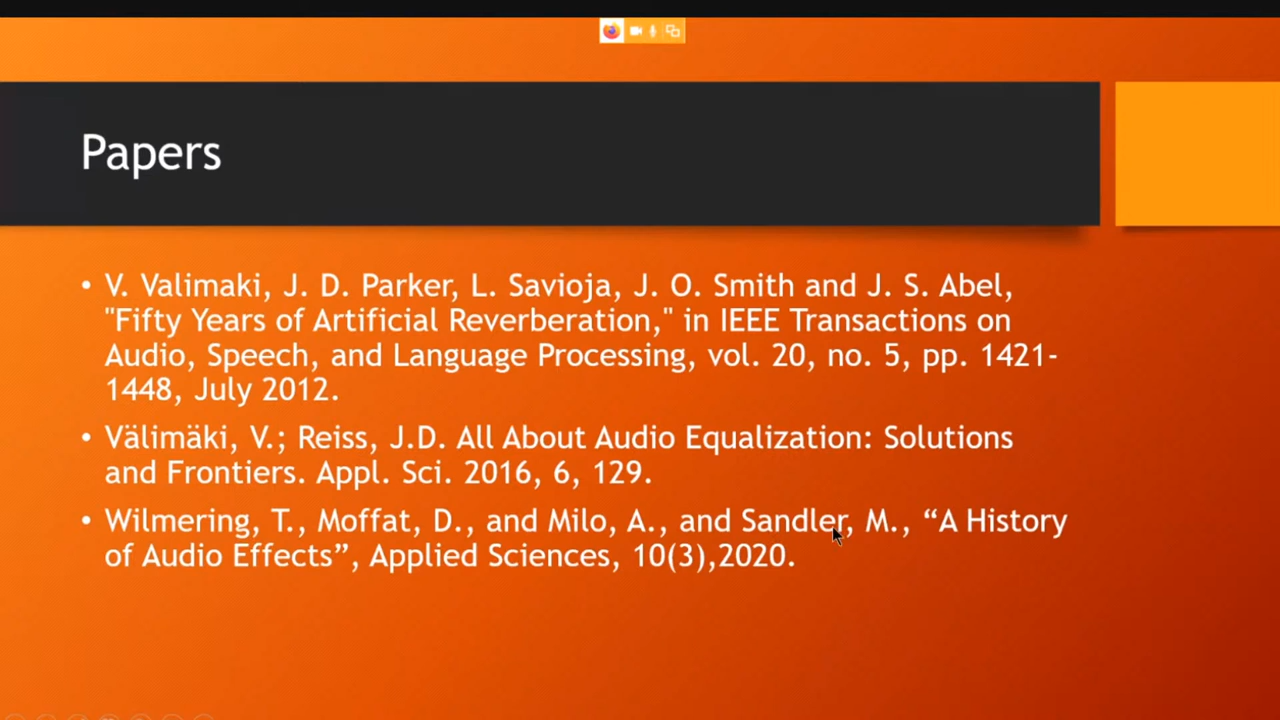 Papers
• V. Valimaki, J. D. Parker, L. Savioja, J. O. Smith and J. S. Abel,
"Fifty Years of Artificial Reverberation," in IEEE Transactions on
Audio, Speech, and Language Processing, vol. 20, no. 5, pp. 1421-
1448, July 2012.
• Välimäki, V.; Reiss, J.D. All About Audio Equalization: Solutions
and Frontiers. Appl. Sci. 2016, 6, 129.
• Wilmering, T., Moffat, D., and Milo, A., and Sandler, M., “A History
of Audio Effects”, Applied Sciences, 10(3),2020.